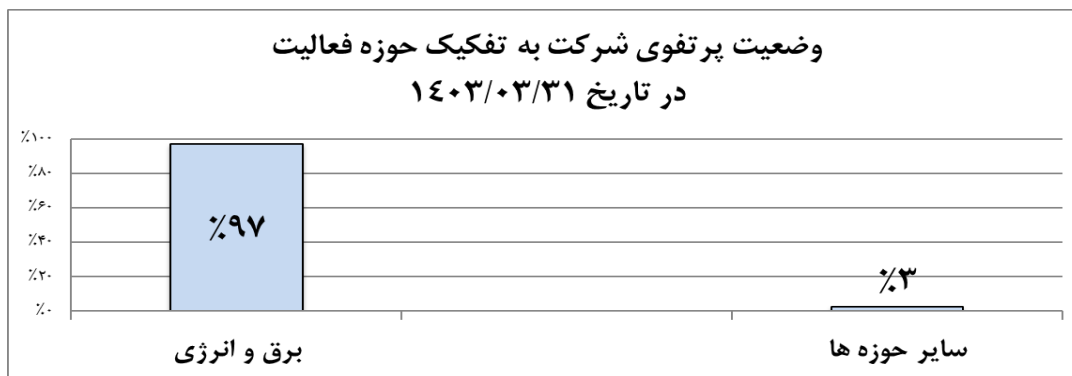 وضعیت پرتفوی شرکت به تفکیک حوزه فعالیت
در تاریخ ۱۴۰۳/۰۳/۳۱
٪۱۰۰
٪۸۰
٪۶۰
٪۴۰
٪۲۰
٪۰
٪۹۷
٪۳
برق و انرژی
سایر حوزه ها